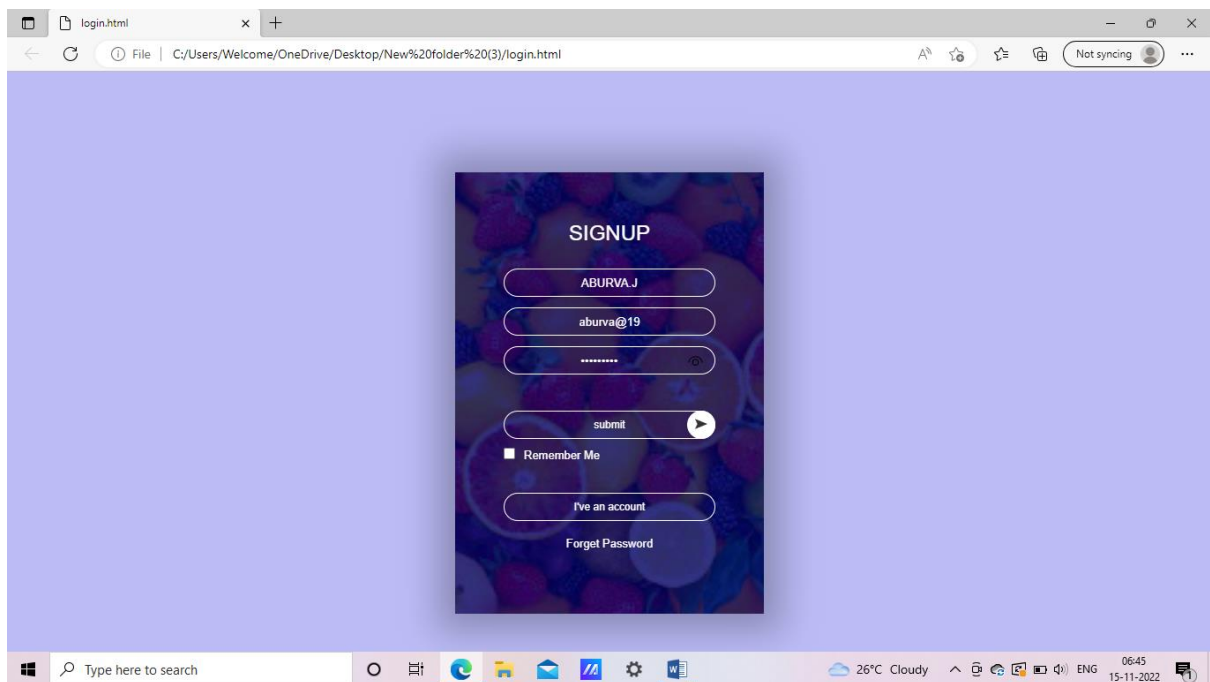 login.html
File | C:/Users/Welcome/OneDrive/Desktop/New%20folder%20(3)/login.html
Not syncing
SIGNUP
ABURVA.J
aburva@19
•••••••••
submit
Remember Me
I've an account
Forget Password
Type here to search
26°C Cloudy
ENG
06:45
15-11-2022